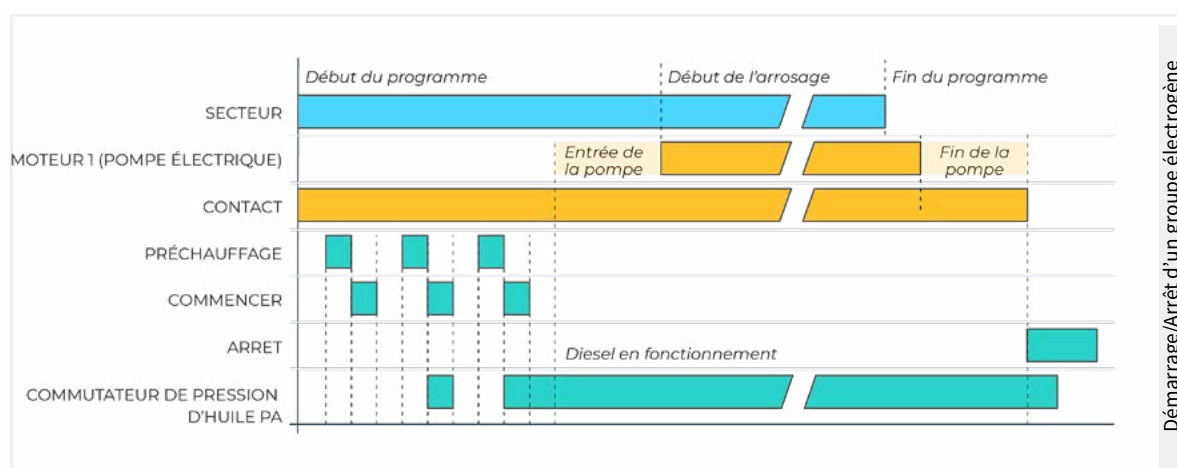 Début du programme
Début de l'arrosage
Fin du programme
SECTEUR
MOTEUR 1 (POMPE ÉLECTRIQUE)
Entrée de
la pompe
Fin de la
pompe
CONTACT
PRÉCHAUFFAGE
COMMENCER
ARRET
Diesel en fonctionnement
COMMUTATEUR DE PRESSION
D'HUILE PA
Démarrage/Arrêt d'un groupe électrogène